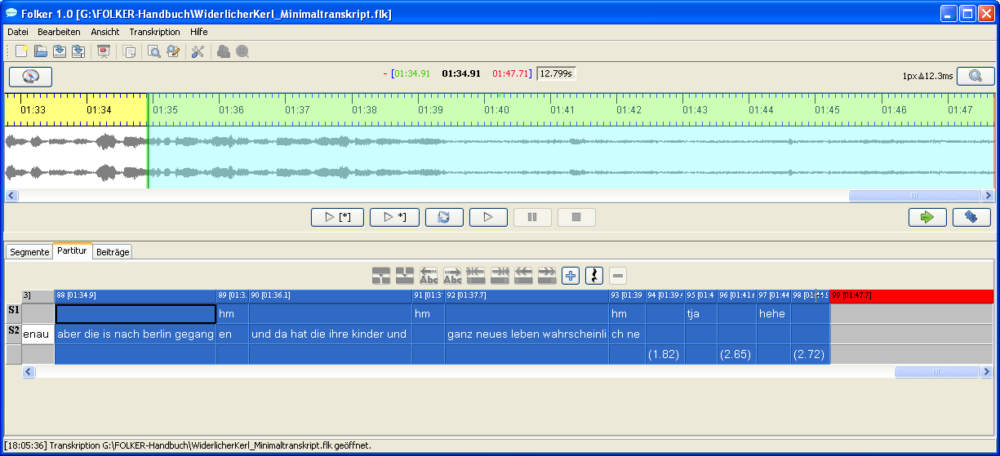 Folker 1.0 [G:\FOLKER-Handbuch\WiderlicherKerl_Minimaltranskript.flk]
Datei Bearbeiten Ansicht Transkription Hilfe
- [01:34.91 01:34.91 01:47.71] 12.799s 1px≙12.3ms
01:33 01:34 01:35 01:36 01:37 01:38 01:39 01:40 01:41 01:42 01:43 01:44 01:45 01:46 01:47
[*] *]
Segmente Partitur Beiträge
Abc Abc
3] 88 [01:34.9] 89 [01:3. 90 [01:36.1] 91 [01:3 92 [01:37.7] 93 [01:39 94 [01:39. 95 [01:4 96 [01:41. 97 [01:44 98 [01:44.9 99 [01:47.7]
S1 hm hm hm tja hehe
S2 enau aber die is nach berlin gegang en und da hat die ihre kinder und ganz neues leben wahrscheinli ch ne
(1.82) (2.65) (2.72)
[18:05:36] Transkription G:\FOLKER-Handbuch\WiderlicherKerl_Minimaltranskript.flk geöffnet.